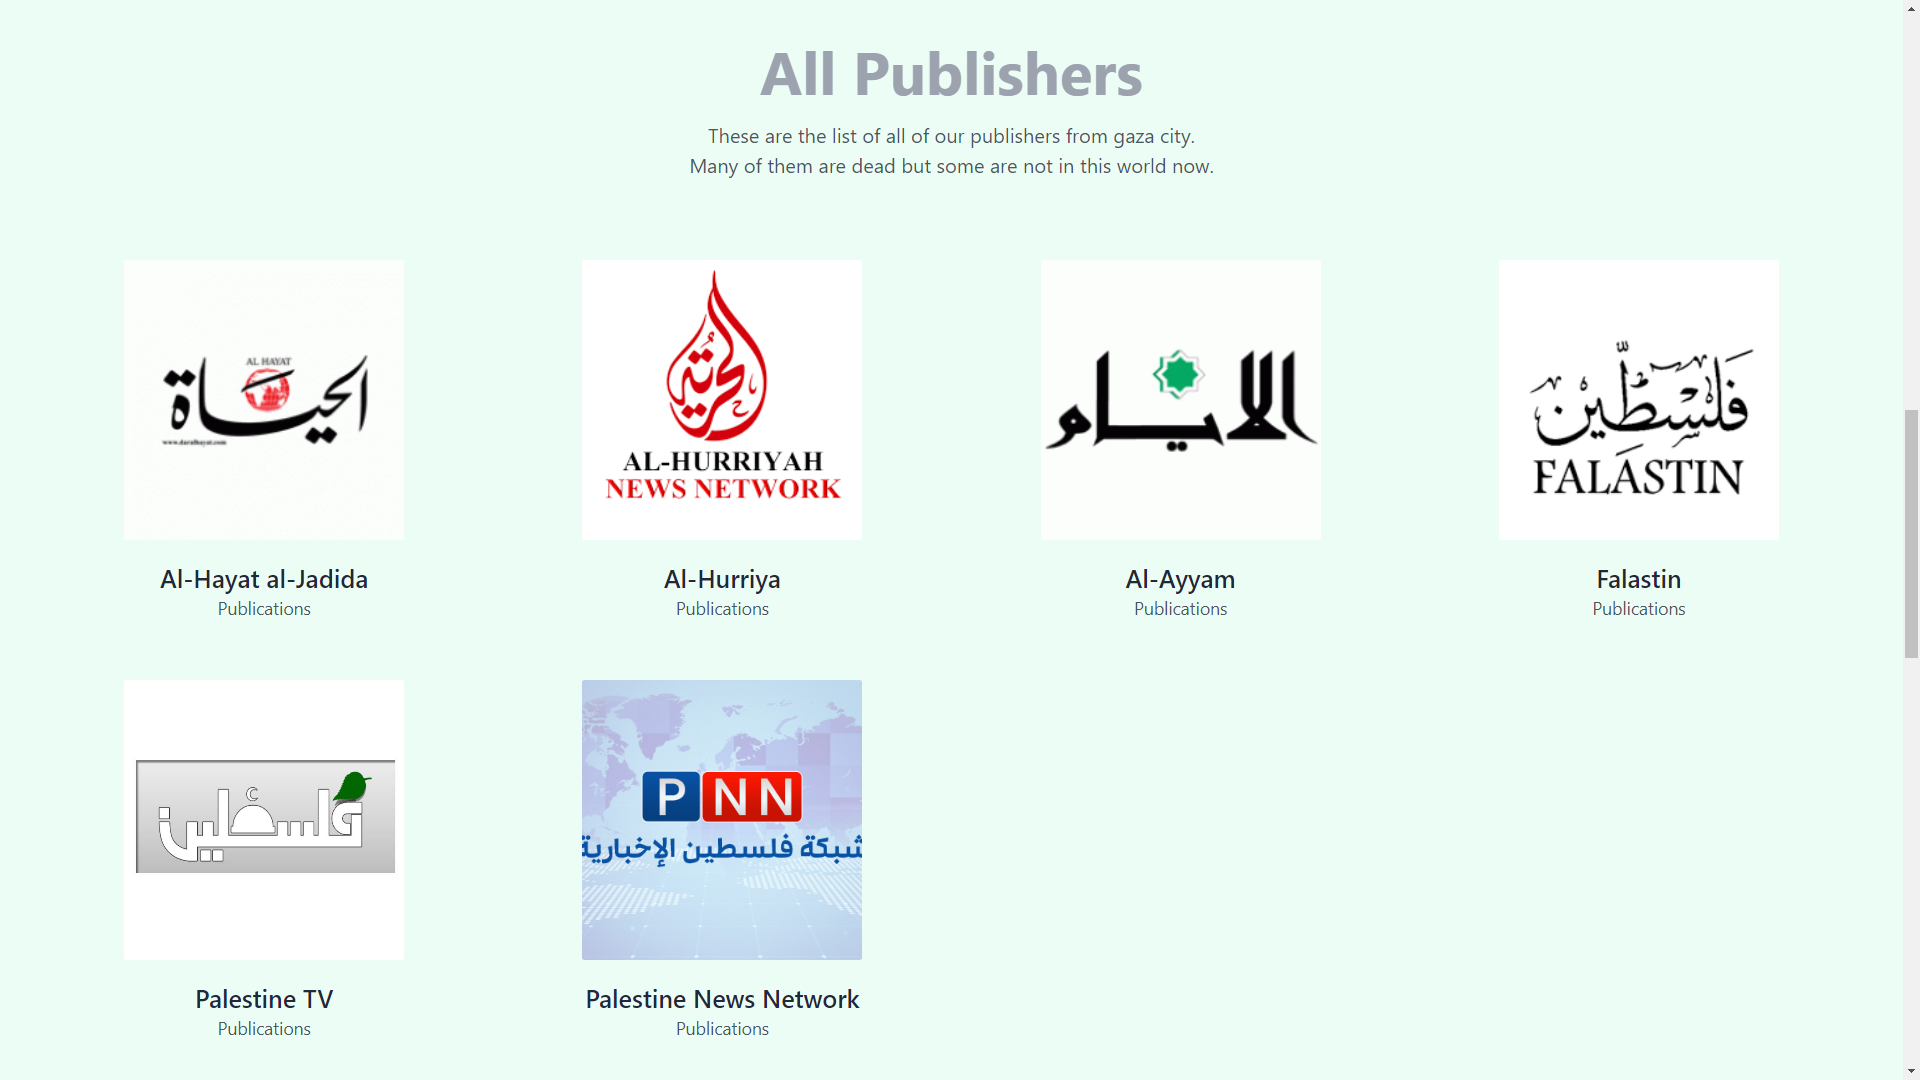 All Publishers
These are the list of all of our publishers from gaza city.
Many of them are dead but some are not in this world now.
AL HAYAT
الحياة
www.daralhayat.com
الحرية
AL-HURRIYAH
NEWS NETWORK
الايام
فلسطين
FALASTIN
Al-Hayat al-Jadida
Publications
Al-Hurriya
Publications
Al-Ayyam
Publications
Falastin
Publications
فلسطين
PNN
شبكة فلسطين الإخبارية
Palestine TV
Publications
Palestine News Network
Publications